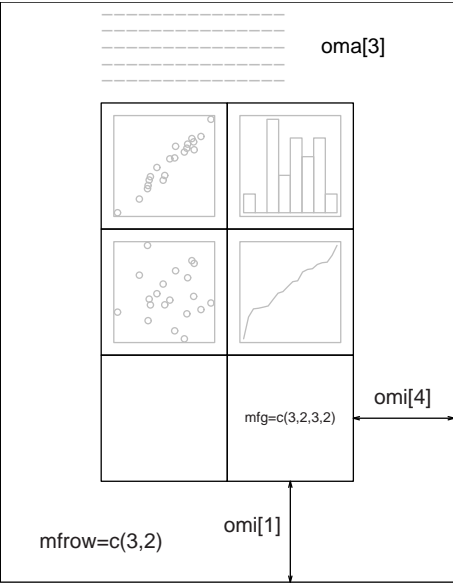 oma[3]
mfg=c(3,2,3,2)
omi[4]
omi[1]
mfrow=c(3,2)